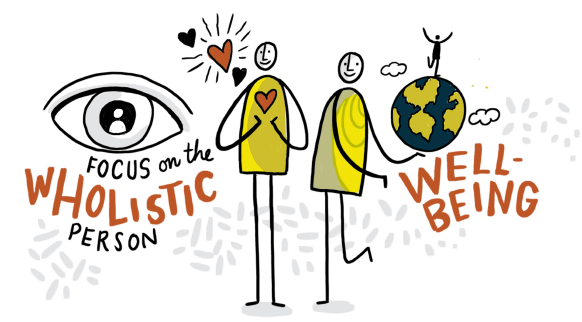 FOCUS on the
WHOLISTIC
PERSON
WELL-
BEING